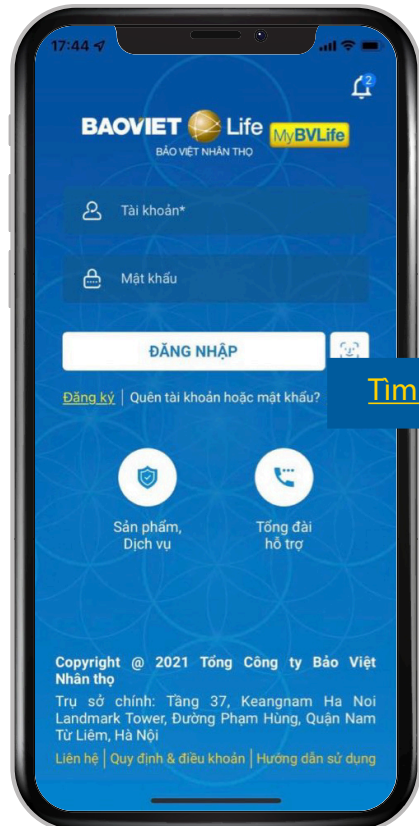 17:44
2
BAOVIET Life MyBVLife
BẢO VIỆT NHÂN THỌ
Tài khoản*
Mật khẩu
ĐĂNG NHẬP
Đăng ký | Quên tài khoản hoặc mật khẩu?
Tìm
Sản phẩm, Tổng đài
Dịch vụ hỗ trợ
Copyright @ 2021 Tổng Công ty Bảo Việt
Nhân thọ
Trụ sở chính: Tầng 37, Keangnam Ha Noi
Landmark Tower, Đường Phạm Hùng, Quận Nam
Từ Liêm, Hà Nội
Liên hệ | Quy định & điều khoản | Hướng dẫn sử dụng